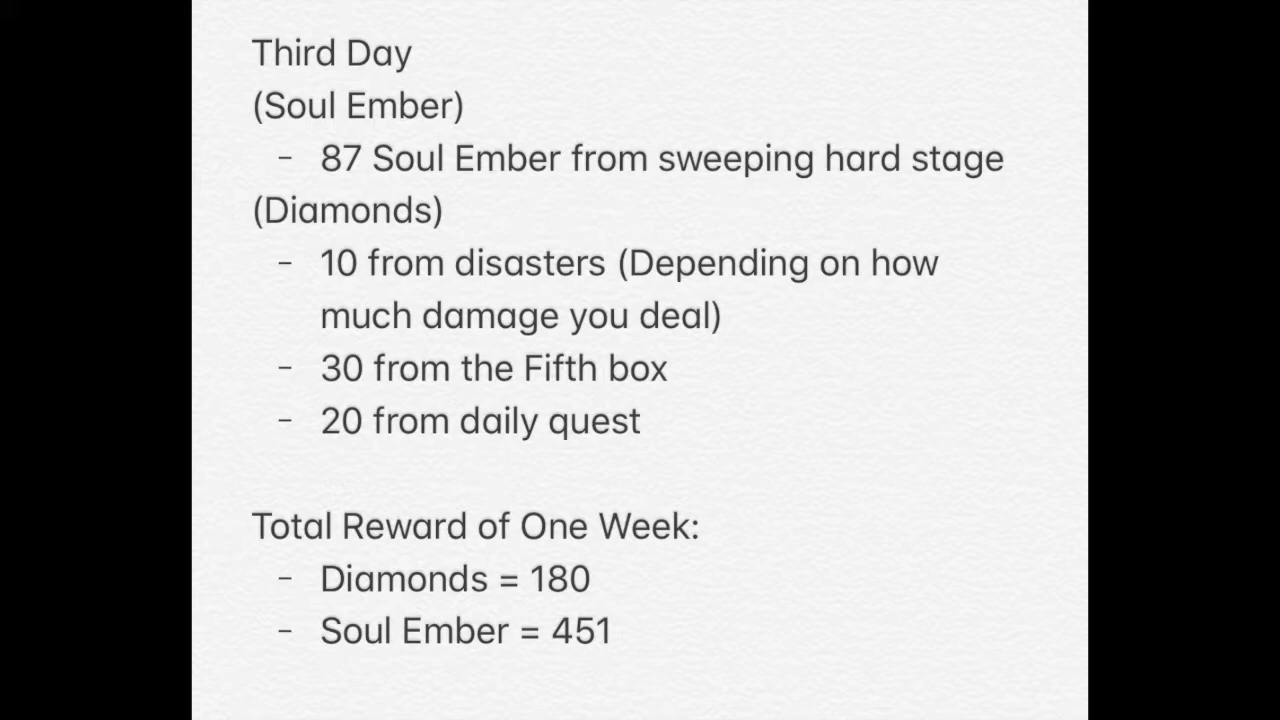 Third Day
(Soul Ember)
- 87 Soul Ember from sweeping hard stage
(Diamonds)
- 10 from disasters (Depending on how
much damage you deal)
- 30 from the Fifth box
- 20 from daily quest
Total Reward of One Week:
- Diamonds = 180
- Soul Ember = 451